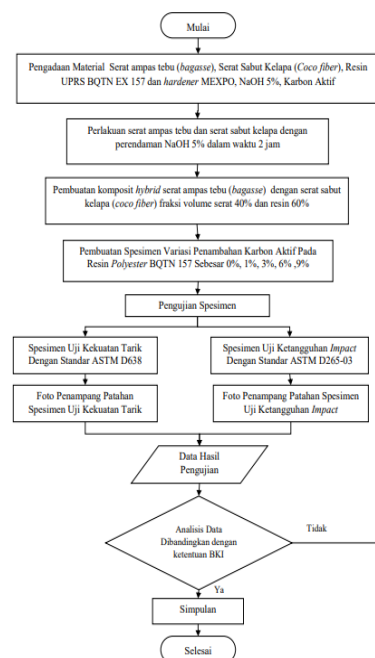 Mulai
Pengadaan Material Serat ampas tebu (bagasse), Serat Sabut Kelapa (Coco fiber), Resin
UPRS BQTN EX 157 dan hardener MEXPO, NaOH 5%, Karbon Aktif
Perlakuan serat ampas tebu dan serat sabut kelapa dengan
perendaman NaOH 5% dalam waktu 2 jam
Pembuatan komposit hybrid serat ampas tebu (bagasse) dengan serat sabut
kelapa (coco fiber) fraksi volume serat 40% dan resin 60%
Pembuatan Spesimen Variasi Penambahan Karbon Aktif Pada
Resin Polyester BQTN 157 Sebesar 0%, 1%, 3%, 6% ,9%
Pengujian Spesimen
Spesimen Uji Kekuatan Tarik
Dengan Standar ASTM D638
Spesimen Uji Ketangguhan Impact
Dengan Standar ASTM D265-03
Foto Penampang Patahan
Spesimen Uji Kekuatan Tarik
Foto Penampang Patahan Spesimen
Uji Ketangguhan Impact
Data Hasil
Pengujian
Analisis Data
Dibandingkan dengan
ketentuan BKI
Tidak
Ya
Simpulan
Selesai